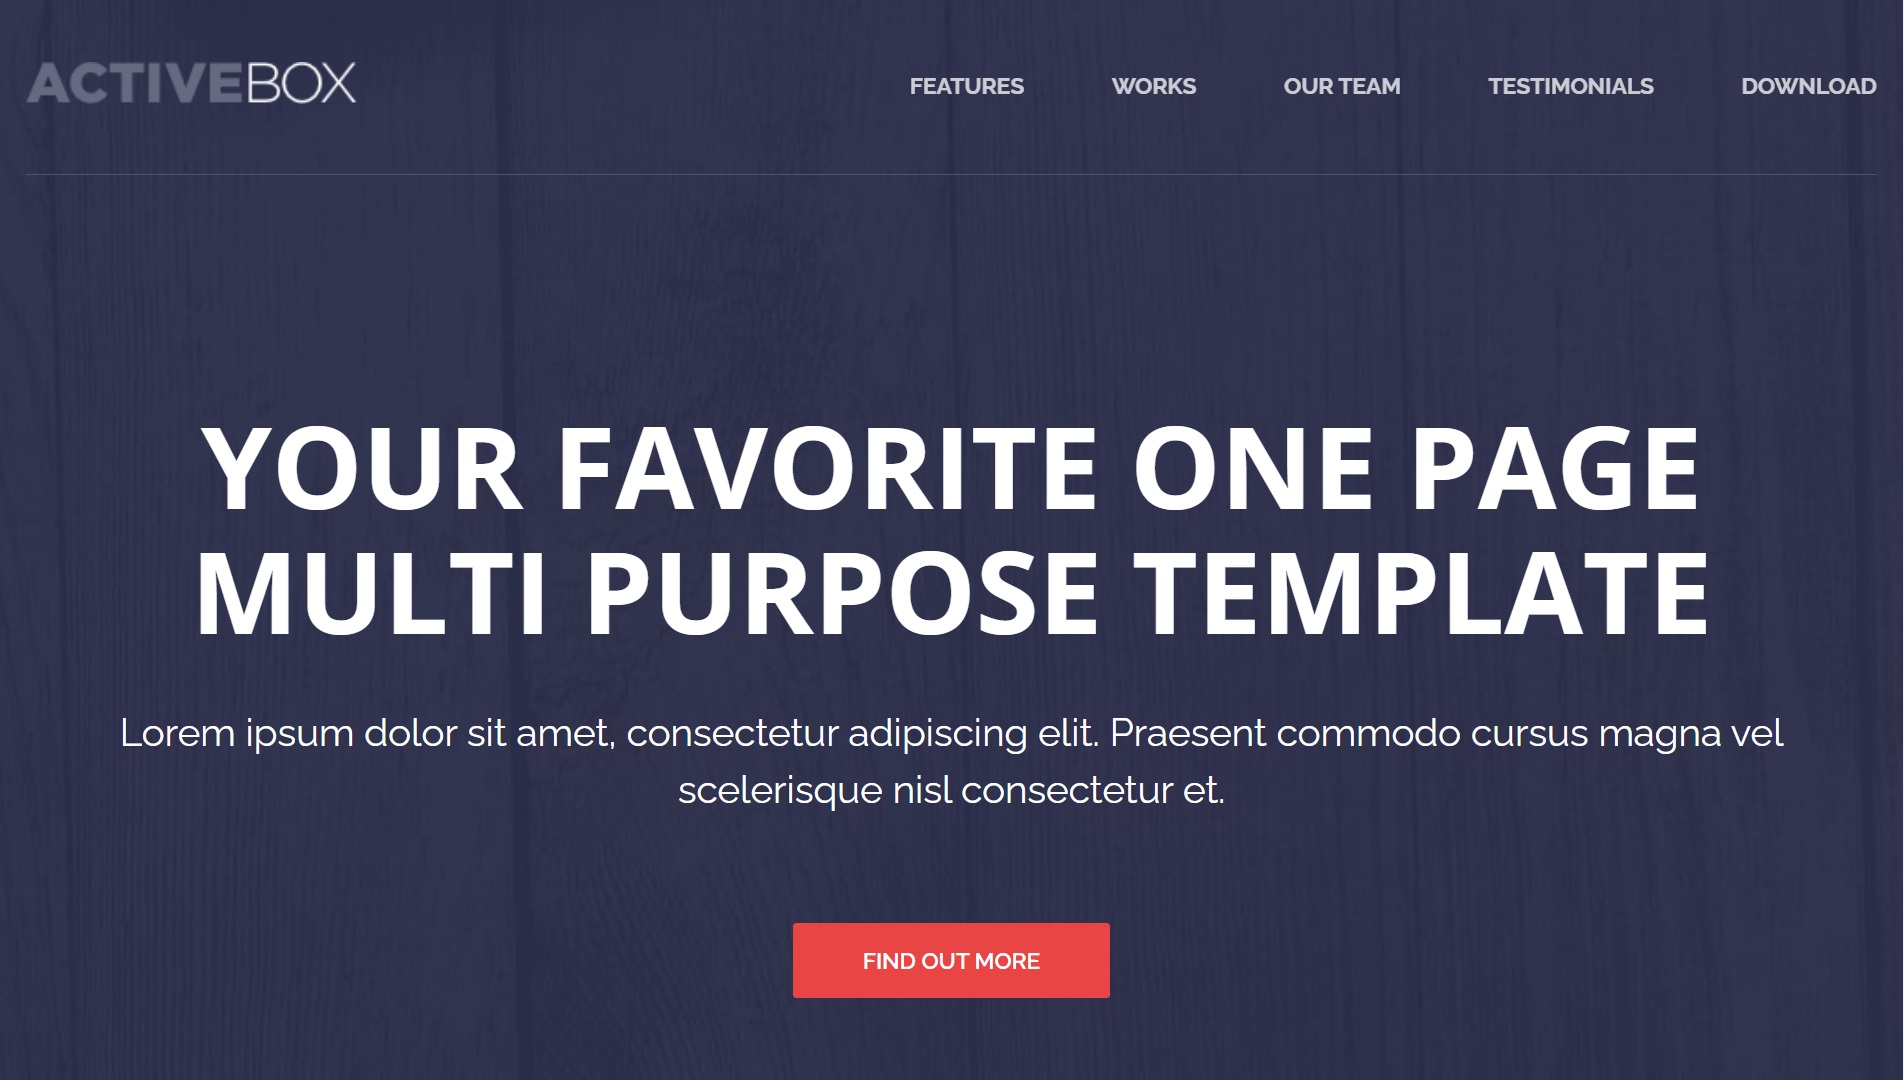 ACTIVEBOX
FEATURES WORKS OUR TEAM TESTIMONIALS DOWNLOAD
YOUR FAVORITE ONE PAGE
MULTI PURPOSE TEMPLATE
Lorem ipsum dolor sit amet, consectetur adipiscing elit. Praesent commodo cursus magna vel
scelerisque nisl consectetur et.
FIND OUT MORE